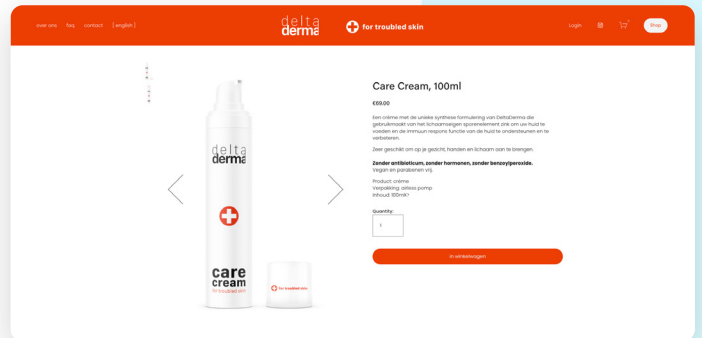 over ons faq contact | english |
delta
derma
for troubled skin
Login
Shop
Care Cream, 100ml
€69.00
Een crème met de unieke synthese formulering van DeltaDerma die
gebruikmaakt van het lichaamseigen sporenelement zink om uw huid te
voeden en de immuun respons functie van de huid te ondersteunen en te
verbeteren.
Zeer geschikt om op je gezicht, handen en lichaam aan te brengen.
Zonder antibioticum, zonder hormonen, zonder benzoylperoxide.
Vegan en parabenen vrij.
Product: crème
Verpakking: airless pomp
Quantity:
1
In winkelwagen
delta
derma
care
cream
for troubled skin
for troubled skin